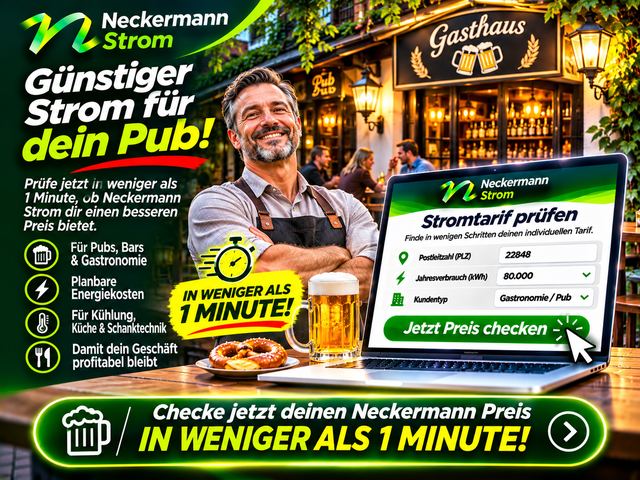 Neckermann
Strom
Günstiger
Strom für
dein Pub!
Prüfe jetzt in weniger als
1 Minute, ob Neckermann
Strom dir einen besseren
Preis bietet.
Für Pubs, Bars
& Gastronomie
Planbare
Energiekosten
Für Kühlung,
Küche & Schanktechnik
Damit dein Geschäft
profitabel bleibt
IN WENIGER ALS
1 MINUTE!
Gasthaus
Pub
Neckermann
Strom
Stromtarif prüfen
Finde in wenigen Schritten deinen individuellen Tarif.
Postleitzahl (PLZ) 22848
Jahresverbrauch (kWh) 80.000
Kundentyp Gastronomie / Pub
Jetzt Preis checken
Checke jetzt deinen Neckermann Preis
IN WENIGER ALS 1 MINUTE!